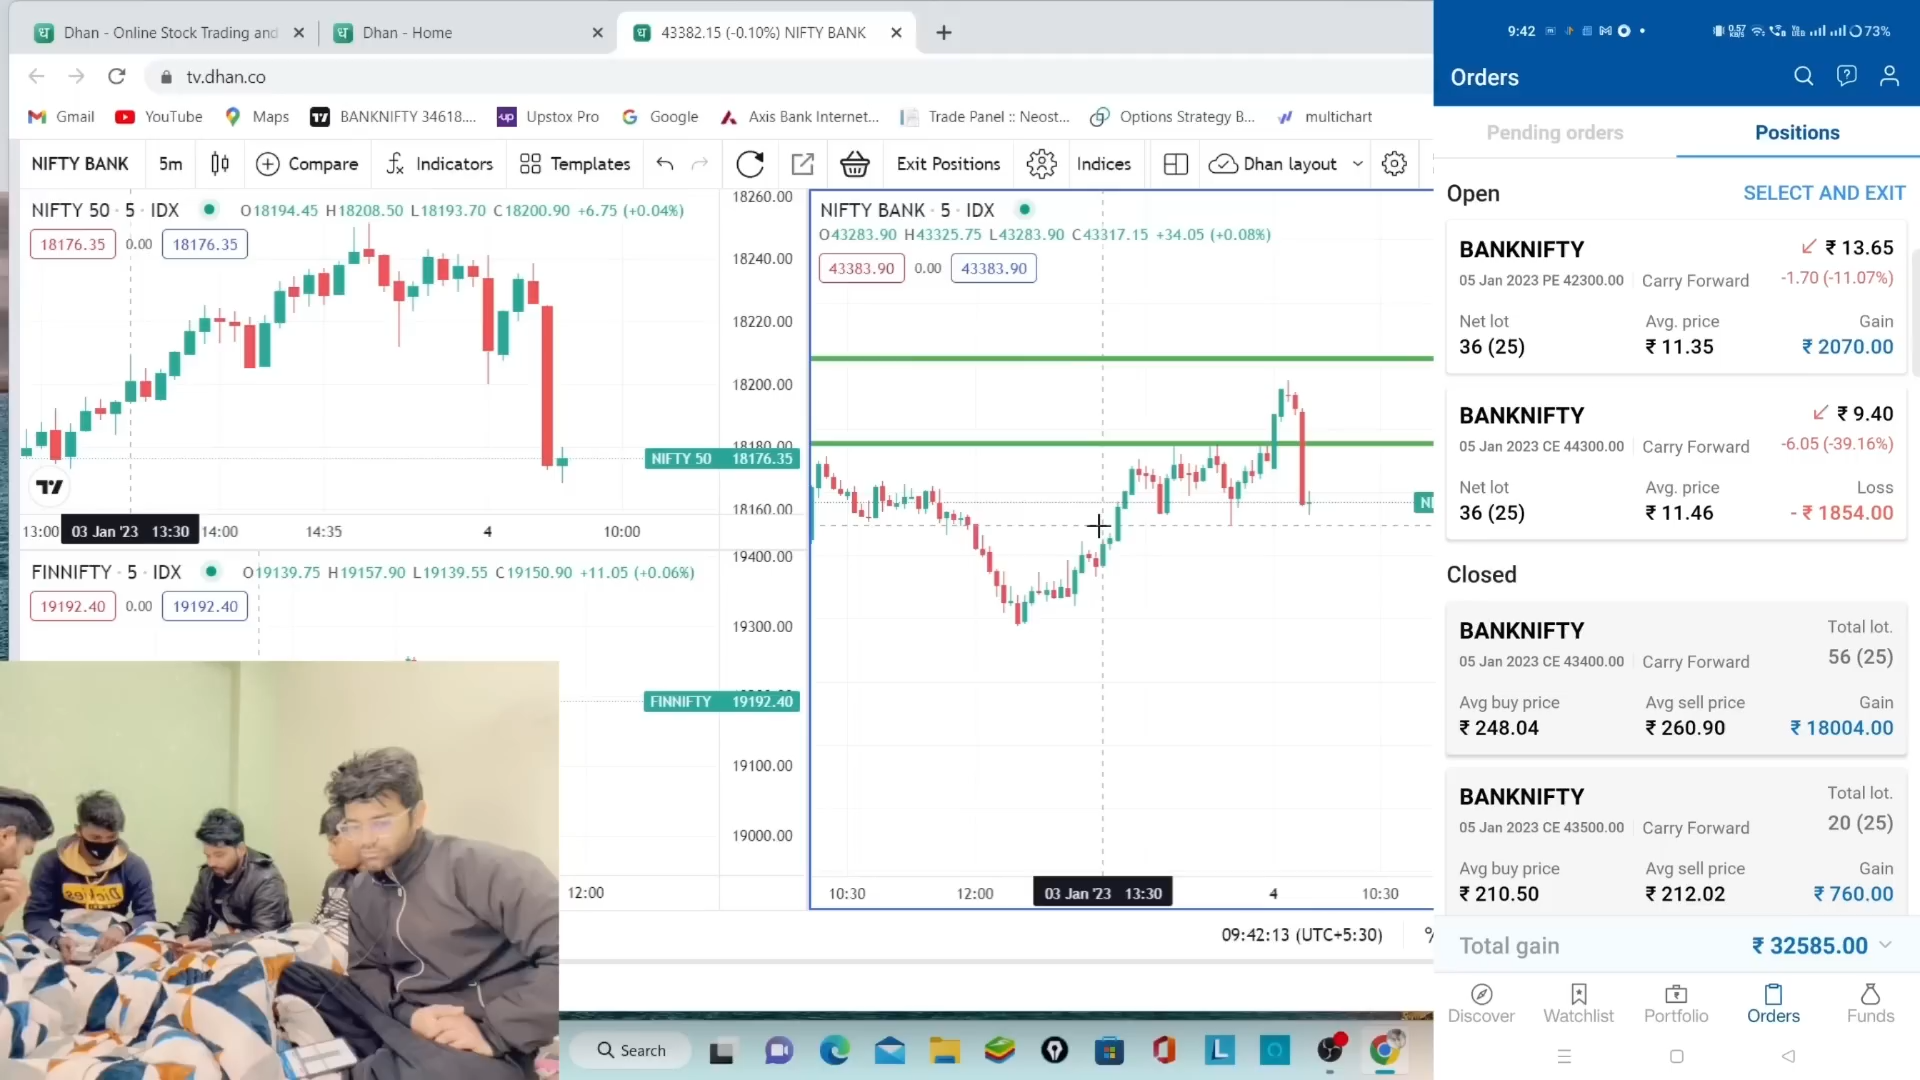 Dhan - Online Stock Trading and
Dhan - Home
43382.15 (-0.10%) NIFTY BANK
tv.dhan.co
Gmail
YouTube
Maps
BANKNIFTY 34618....
Upstox Pro
Google
Axis Bank Internet...
Trade Panel :: Neost...
Options Strategy B...
multichart
NIFTY BANK
5m
Compare
Indicators
Templates
Exit Positions
Indices
Dhan layout
NIFTY 50 · 5 · IDX
O18194.45 H18208.50 L18193.70 C18200.90 +6.75 (+0.04%)
18176.35 0.00 18176.35
18260.00
18240.00
18220.00
18200.00
18180.00
NIFTY 50 18176.35
18160.00
13:00 03 Jan '23 13:30 14:00 14:35 4 10:00
FINNIFTY · 5 · IDX
O19139.75 H19157.90 L19139.55 C19150.90 +11.05 (+0.06%)
19192.40 0.00 19192.40
19400.00
19300.00
FINNIFTY 19192.40
19100.00
19000.00
12:00
NIFTY BANK · 5 · IDX
O43283.90 H43325.75 L43283.90 C43317.15 +34.05 (+0.08%)
43383.90 0.00 43383.90
10:30 12:00 03 Jan '23 13:30 4 10:30
09:42:13 (UTC+5:30) %
Search
9:42
0.57 KB/S
73%
Orders
Pending orders
Positions
Open
SELECT AND EXIT
BANKNIFTY
₹ 13.65
05 Jan 2023 PE 42300.00 Carry Forward
-1.70 (-11.07%)
Net lot Avg. price Gain
36 (25) ₹ 11.35 ₹ 2070.00
BANKNIFTY
₹ 9.40
05 Jan 2023 CE 44300.00 Carry Forward
-6.05 (-39.16%)
Net lot Avg. price Loss
36 (25) ₹ 11.46 - ₹ 1854.00
Closed
BANKNIFTY
Total lot.
05 Jan 2023 CE 43400.00 Carry Forward
56 (25)
Avg buy price Avg sell price Gain
₹ 248.04 ₹ 260.90 ₹ 18004.00
BANKNIFTY
Total lot.
05 Jan 2023 CE 43500.00 Carry Forward
20 (25)
Avg buy price Avg sell price Gain
₹ 210.50 ₹ 212.02 ₹ 760.00
Total gain ₹ 32585.00
Discover
Watchlist
Portfolio
Orders
Funds